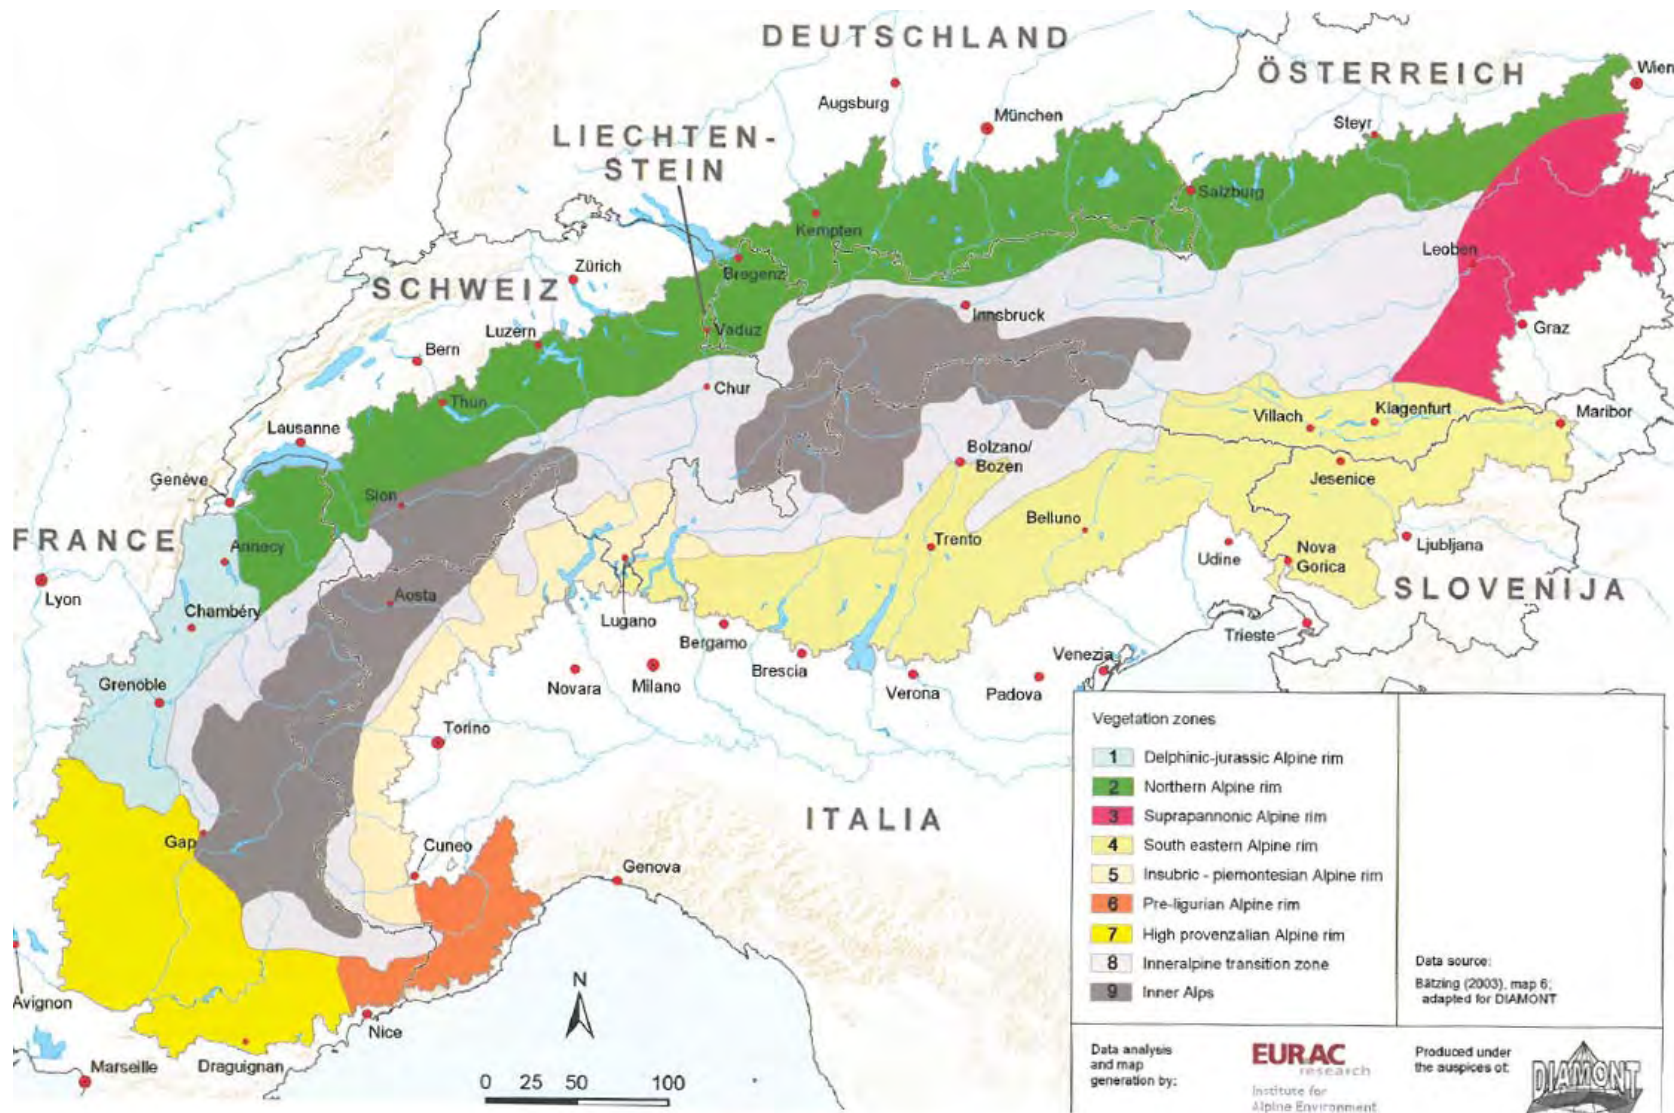 DEUTSCHLAND
ÖSTERREICH
Wien
Augsburg
München
Steyr
LIECHTEN-
STEIN
Salzburg
Kempten
Leoben
Bregenz
Zürich
SCHWEIZ
Innsbruck
Vaduz
Graz
Luzern
Bern
Chur
Thun
Villach
Klagenfurt
Maribor
Lausanne
Bolzano/
Bozen
Jesenice
Genève
Sion
Belluno
FRANCE
Annecy
Trento
Udine
Nova
Gorica
Ljubljana
SLOVENIJA
Lyon
Aosta
Chambéry
Lugano
Bergamo
Trieste
Brescia
Venezia
Grenoble
Novara
Milano
Verona
Padova
Torino
ITALIA
Gap
Cuneo
Genova
Avignon
Nice
Marseille
Draguignan
N
0 25 50 100
Vegetation zones
1 Delphinic-jurassic Alpine rim
2 Northern Alpine rim
3 Suprapannonic Alpine rim
4 South eastern Alpine rim
5 Insubric - piemontesian Alpine rim
6 Pre-ligurian Alpine rim
7 High provenzalian Alpine rim
8 Inneralpine transition zone
9 Inner Alps
Data source:
Bätzing (2003), map 6;
adapted for DIAMONT
Data analysis
and map
generation by:
EURAC
research
Institute for
Alpine Environment
Produced under
the auspices of:
DIAMONT